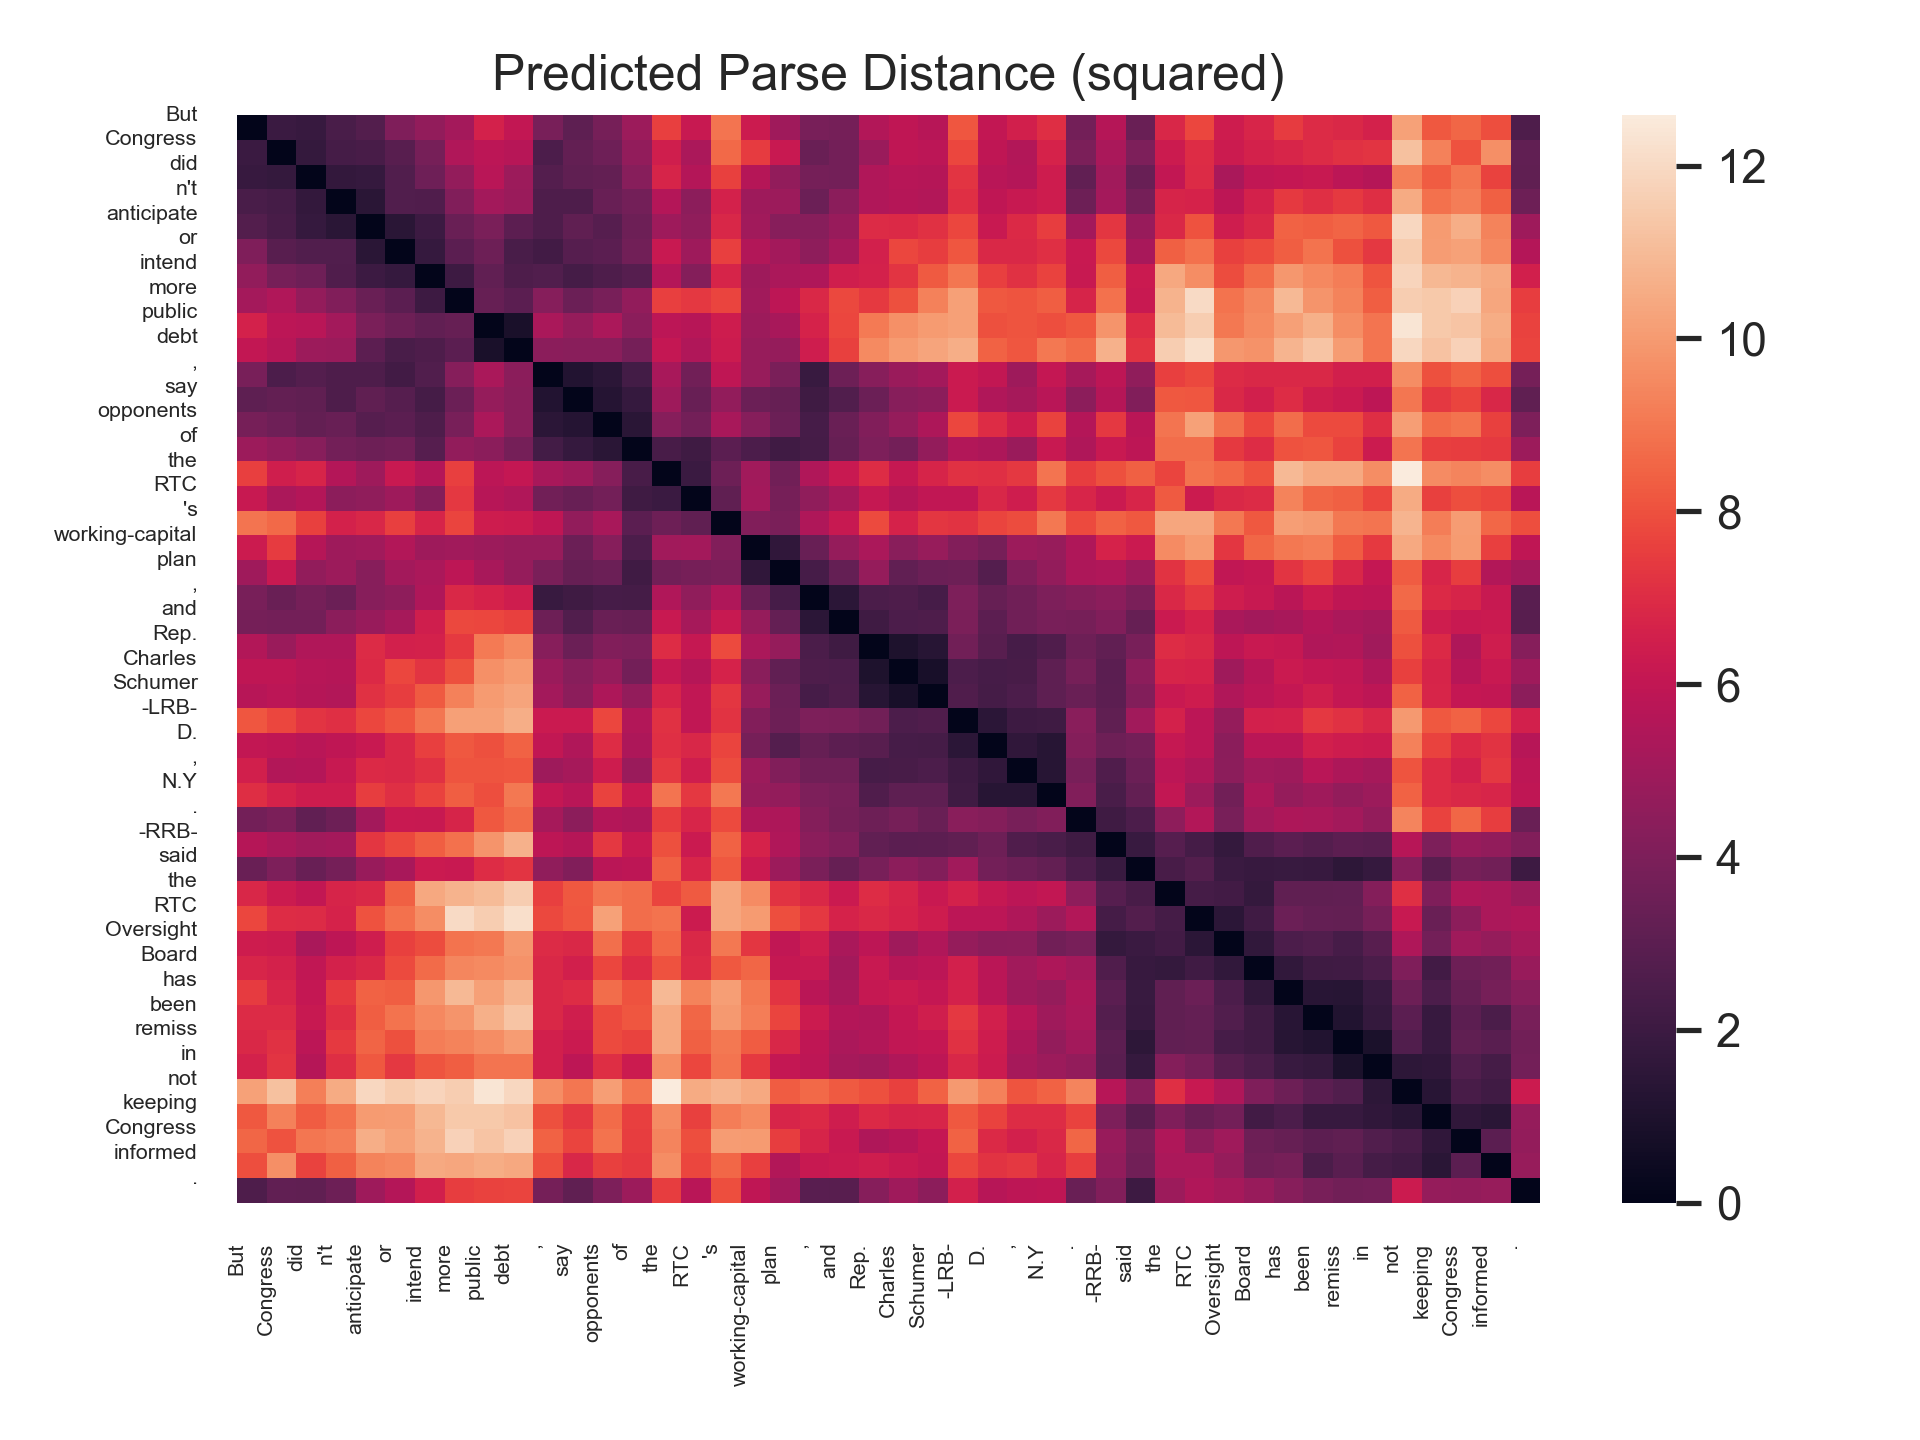 Predicted Parse Distance (squared)
But
Congress
did
n't
anticipate
or
intend
more
public
debt
,
say
opponents
of
the
RTC
's
working-capital
plan
,
and
Rep.
Charles
Schumer
-LRB-
D.
,
N.Y
.
-RRB-
said
the
RTC
Oversight
Board
has
been
remiss
in
not
keeping
Congress
informed
.
12
10
8
6
4
2
0
But
Congress
did
n't
anticipate
or
intend
more
public
debt
,
say
opponents
of
the
RTC
's
working-capital
plan
,
and
Rep.
Charles
Schumer
-LRB-
D.
,
N.Y
.
-RRB-
said
the
RTC
Oversight
Board
has
been
remiss
in
not
keeping
Congress
informed
.